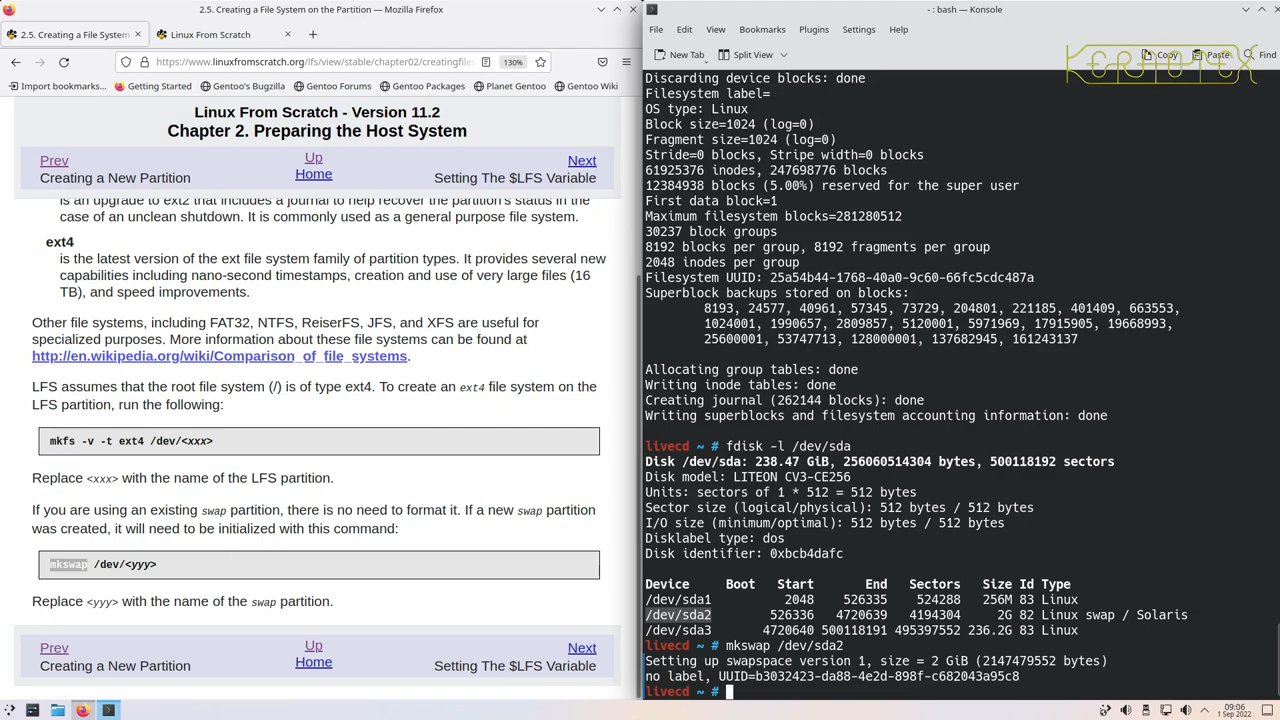 2.5. Creating a File System on the Partition — Mozilla Firefox
2.5. Creating a File System
Linux From Scratch
https://www.linuxfromscratch.org/lfs/view/stable/chapter02/creatingfiles
130%
Import bookmarks...
Getting Started
Gentoo's Bugzilla
Gentoo Forums
Gentoo Packages
Planet Gentoo
Gentoo Wiki
Linux From Scratch - Version 11.2
Chapter 2. Preparing the Host System
Prev
Up
Next
Creating a New Partition
Home
Setting The $LFS Variable
is an upgrade to ext2 that includes a journal to help recover the partition's status in the
case of an unclean shutdown. It is commonly used as a general purpose file system.
ext4
is the latest version of the ext file system family of partition types. It provides several new
capabilities including nano-second timestamps, creation and use of very large files (16
TB), and speed improvements.
Other file systems, including FAT32, NTFS, ReiserFS, JFS, and XFS are useful for
specialized purposes. More information about these file systems can be found at
http://en.wikipedia.org/wiki/Comparison_of_file_systems.
LFS assumes that the root file system (/) is of type ext4. To create an ext4 file system on the
LFS partition, run the following:
mkfs -v -t ext4 /dev/<xxx>
Replace <xxx> with the name of the LFS partition.
If you are using an existing swap partition, there is no need to format it. If a new swap partition
was created, it will need to be initialized with this command:
mkswap /dev/<yyy>
Replace <yyy> with the name of the swap partition.
Prev
Up
Next
Creating a New Partition
Home
Setting The $LFS Variable
- : bash — Konsole
File Edit View Bookmarks Plugins Settings Help
New Tab
Split View
Copy
Paste
Find
Discarding device blocks: done
Filesystem label=
OS type: Linux
Block size=1024 (log=0)
Fragment size=1024 (log=0)
Stride=0 blocks, Stripe width=0 blocks
61925376 inodes, 247698776 blocks
12384938 blocks (5.00%) reserved for the super user
First data block=1
Maximum filesystem blocks=281280512
30237 block groups
8192 blocks per group, 8192 fragments per group
2048 inodes per group
Filesystem UUID: 25a54b44-1768-40a0-9c60-66fc5cdc487a
Superblock backups stored on blocks:
8193, 24577, 40961, 57345, 73729, 204801, 221185, 401409, 663553,
1024001, 1990657, 2809857, 5120001, 5971969, 17915905, 19668993,
25600001, 53747713, 128000001, 137682945, 161243137
Allocating group tables: done
Writing inode tables: done
Creating journal (262144 blocks): done
Writing superblocks and filesystem accounting information: done
livecd ~ # fdisk -l /dev/sda
Disk /dev/sda: 238.47 GiB, 256060514304 bytes, 500118192 sectors
Disk model: LITEON CV3-CE256
Units: sectors of 1 * 512 = 512 bytes
Sector size (logical/physical): 512 bytes / 512 bytes
I/O size (minimum/optimal): 512 bytes / 512 bytes
Disklabel type: dos
Disk identifier: 0xbcb4dafc
Device Boot Start End Sectors Size Id Type
/dev/sda1 2048 526335 524288 256M 83 Linux
/dev/sda2 526336 4720639 4194304 2G 82 Linux swap / Solaris
/dev/sda3 4720640 500118191 495397552 236.2G 83 Linux
livecd ~ # mkswap /dev/sda2
Setting up swapspace version 1, size = 2 GiB (2147479552 bytes)
no label, UUID=b3032423-da88-4e2d-898f-c682043a95c8
livecd ~ #
09:06
1 Sep 2022